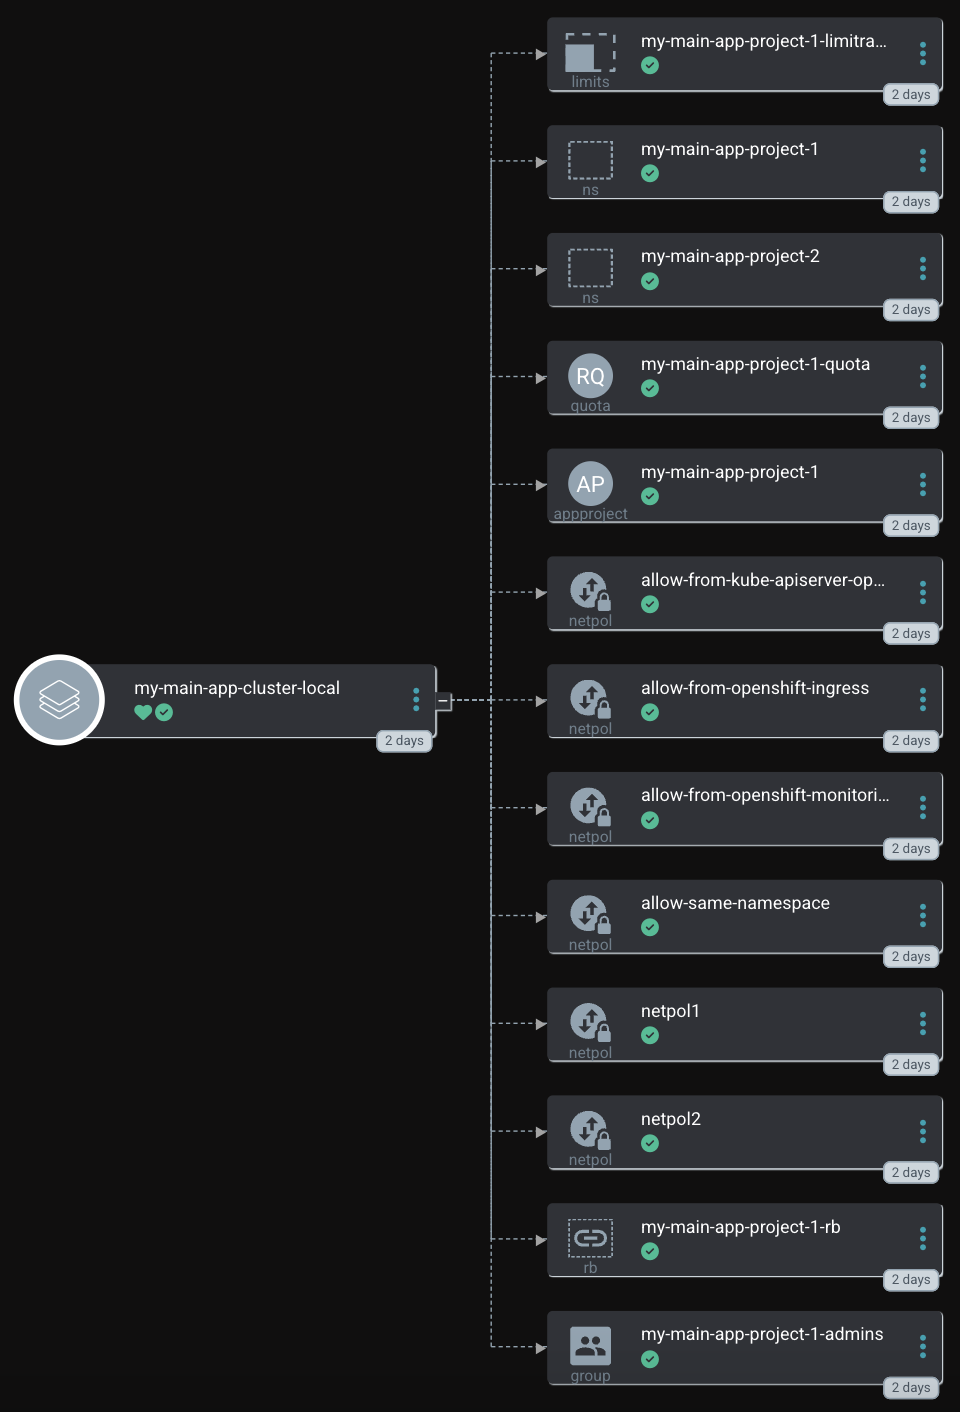 my-main-app-project-1-limitra...
limits
2 days
my-main-app-project-1
ns
2 days
my-main-app-project-2
ns
2 days
my-main-app-project-1-quota
RQ
quota
2 days
my-main-app-project-1
AP
appproject
2 days
allow-from-kube-apiserver-op...
netpol
2 days
my-main-app-cluster-local
2 days
allow-from-openshift-ingress
netpol
2 days
allow-from-openshift-monitori...
netpol
2 days
allow-same-namespace
netpol
2 days
netpol1
netpol
2 days
netpol2
netpol
2 days
my-main-app-project-1-rb
rb
2 days
my-main-app-project-1-admins
group
2 days